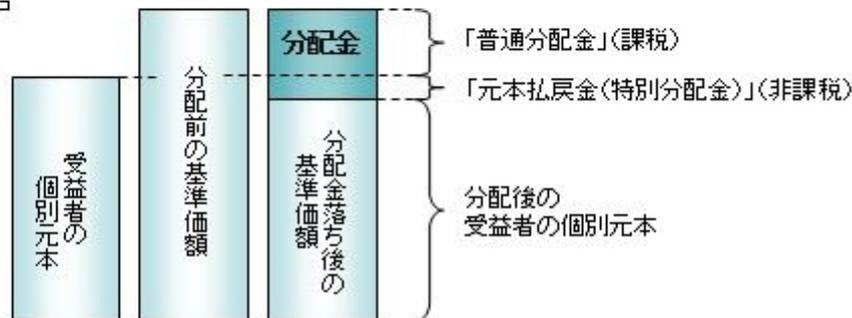 受益者の
個別元本
分配前の基準価額
分配金
分配金落ち後の
基準価額
「普通分配金」(課税)
「元本払戻金(特別分配金)」(非課税)
分配後の
受益者の個別元本